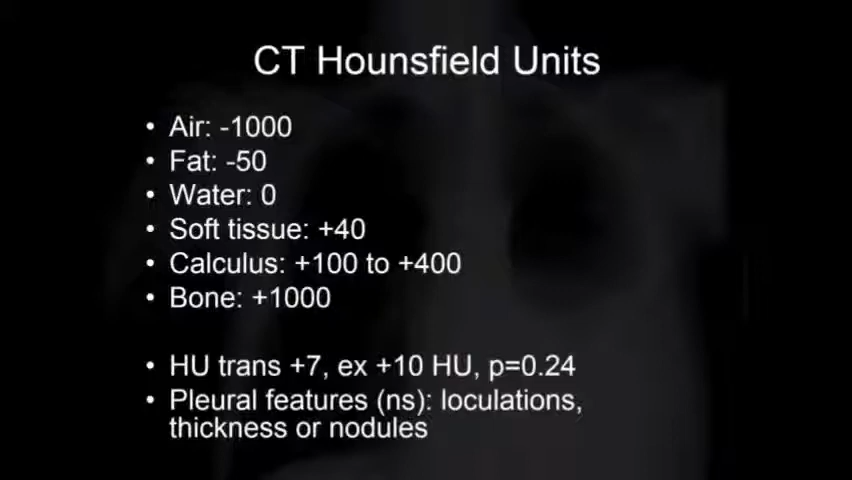 CT Hounsfield Units
• Air: -1000
• Fat: -50
• Water: 0
• Soft tissue: +40
• Calculus: +100 to +400
• Bone: +1000
• HU trans +7, ex +10 HU, p=0.24
• Pleural features (ns): loculations,
thickness or nodules